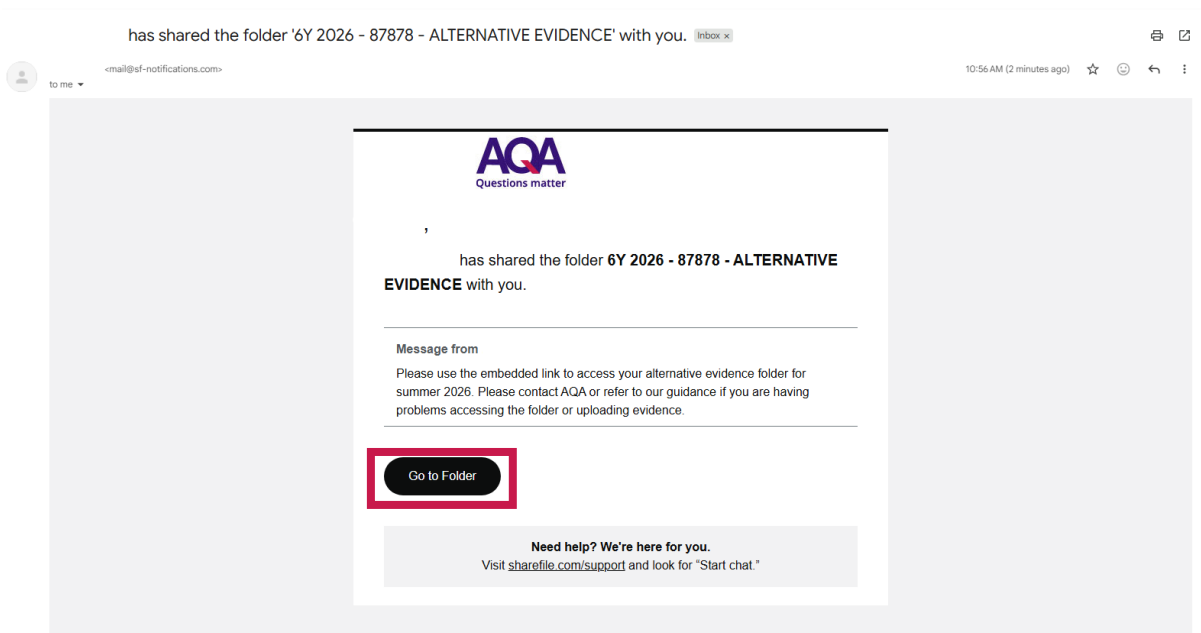 has shared the folder '6Y 2026 - 87878 - ALTERNATIVE EVIDENCE' with you. Inbox ×
<mail@sf-notifications.com>
10:56 AM (2 minutes ago)
to me
AQA
Questions matter
,
has shared the folder 6Y 2026 - 87878 - ALTERNATIVE
EVIDENCE with you.
Message from
Please use the embedded link to access your alternative evidence folder for
summer 2026. Please contact AQA or refer to our guidance if you are having
problems accessing the folder or uploading evidence.
Go to Folder
Need help? We're here for you.
Visit sharefile.com/support and look for “Start chat.”